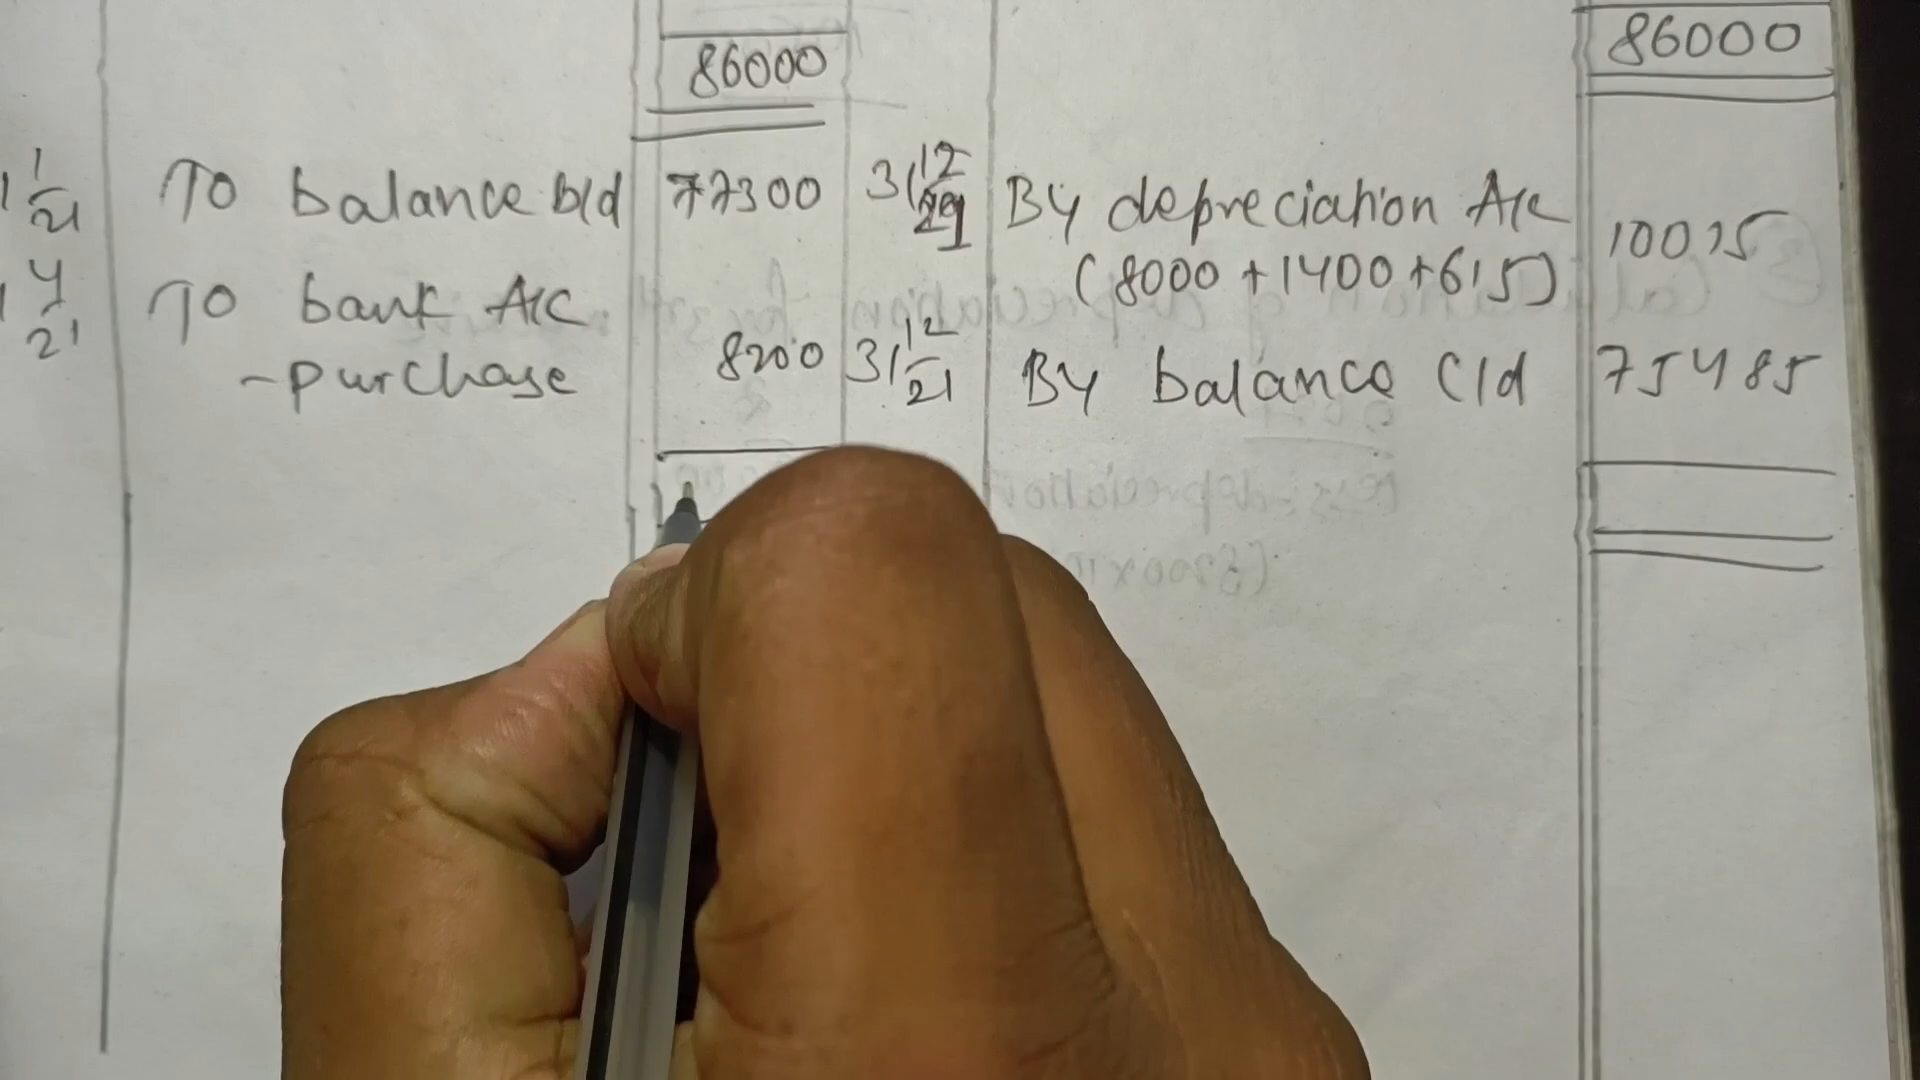 86000 86000
1 1/21 To balance b/d 77300 31 12/21 By depreciation A/c 10015
(8000 + 1400 + 615)
1 4/21 To bank A/c
- purchase 8200 31 12/21 By balance C/d 75485